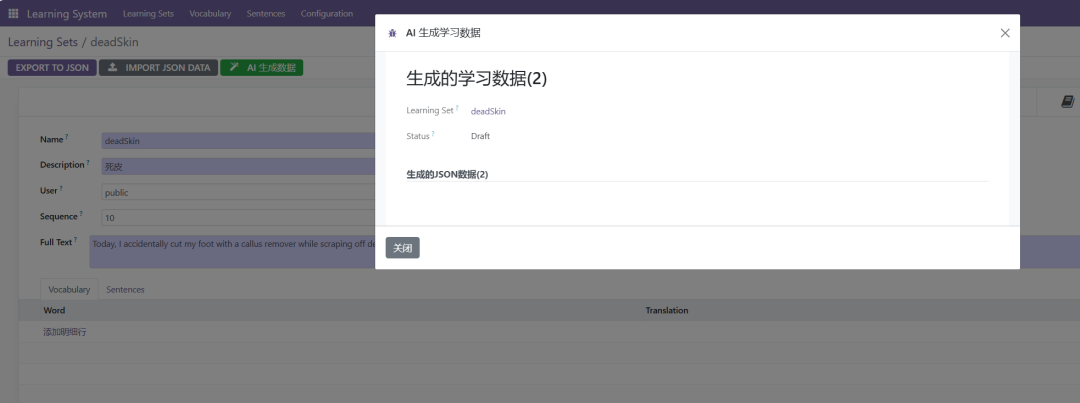 Learning System Learning Sets Vocabulary Sentences Configuration
Learning Sets / deadSkin
EXPORT TO JSON IMPORT JSON DATA AI 生成数据
AI 生成学习数据
生成的学习数据(2)
Learning Set ? deadSkin
Status ? Draft
生成的JSON数据(2)
关闭
Name ? deadSkin
Description ? 死皮
User ? public
Sequence ? 10
Full Text ? Today, I accidentally cut my foot with a callus remover while scraping off de
Vocabulary Sentences
Word Translation
添加明细行